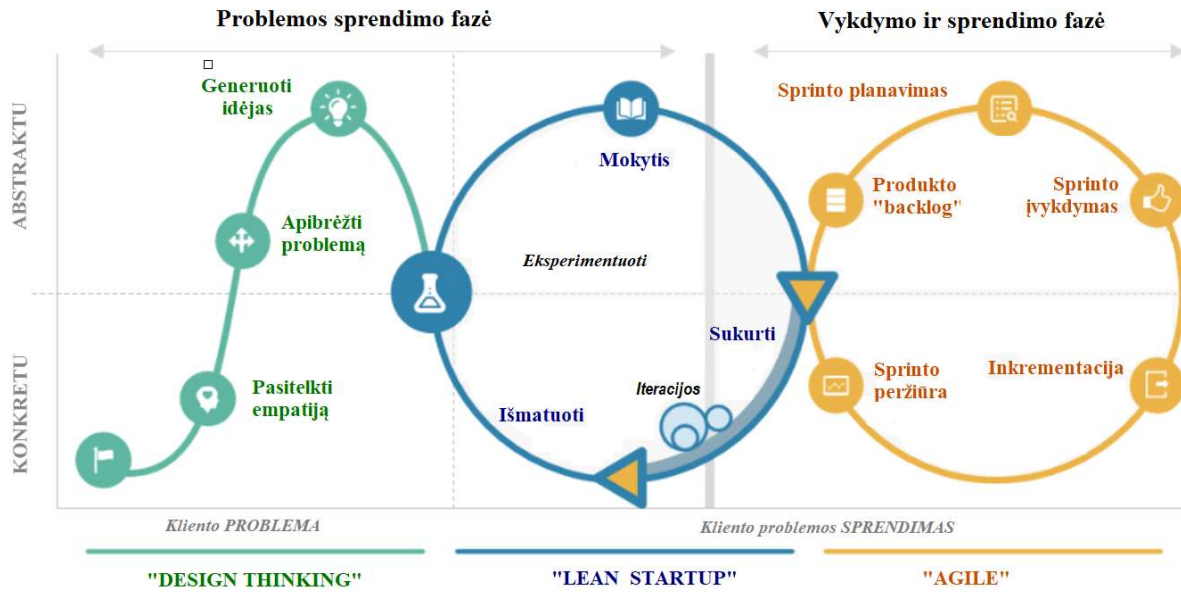 Problemos sprendimo fazė
Vykdymo ir sprendimo fazė
ABSTRAKTU
KONKRETU
Generuoti
idėjas
Apibrėžti
problemą
Pasitelkti
empatiją
Mokytis
Eksperimentuoti
Sukurti
Iteracijos
Išmatuoti
Sprinto planavimas
Produkto
"backlog"
Sprinto
įvykdymas
Sprinto
peržiūra
Inkrementacija
Kliento PROBLEMA
Kliento problemos SPRENDIMAS
"DESIGN THINKING"
"LEAN STARTUP"
"AGILE"